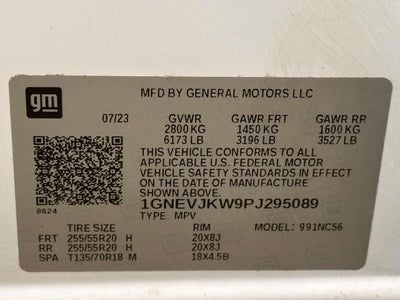 gm
MFD BY GENERAL MOTORS LLC
07/23 GVWR GAWR FRT GAWR RR
2800 KG 1450 KG 1600 KG
6173 LB 3196 LB 3527 LB
THIS VEHICLE CONFORMS TO ALL
APPLICABLE U.S. FEDERAL MOTOR
VEHICLE SAFETY STANDARDS IN EFFECT
ON THE DATE OF MANUFACTURE
SHOWN ABOVE.
8624
1GNEVJKW9PJ295089
TYPE: MPV MODEL: 991NC56
TIRE SIZE RIM
FRT 255/55R20 H 20X8J
RR 255/55R20 H 20X8J
SPA T135/70R18 M 18X4.5B